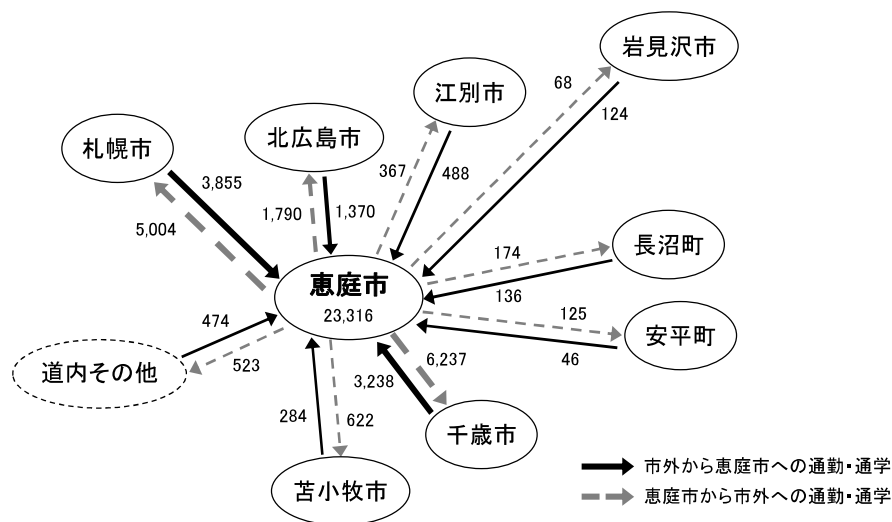 岩見沢市
68
124
江別市
367
488
北広島市
1,790
1,370
札幌市
3,855
5,004
恵庭市
23,316
174
長沼町
136
125
安平町
46
474
道内その他
523
6,237
3,238
千歳市
284
622
苫小牧市
市外から恵庭市への通勤・通学
恵庭市から市外への通勤・通学